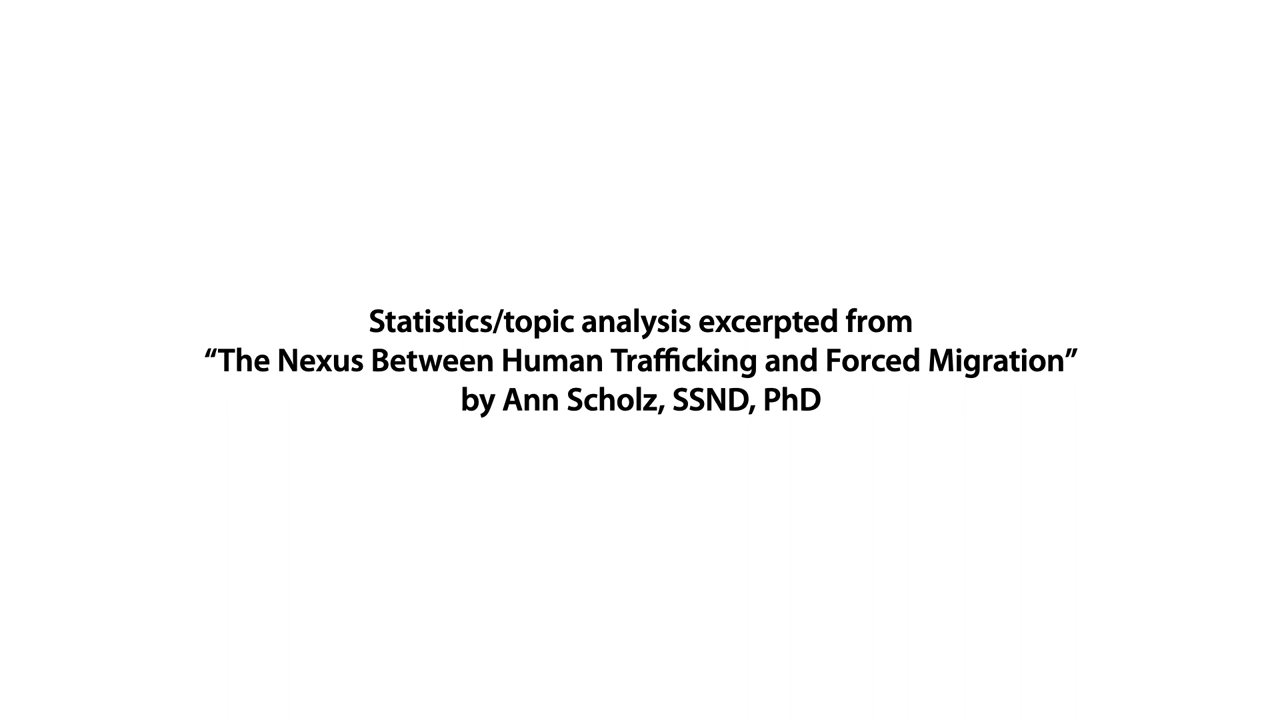 Statistics/topic analysis excerpted from
“The Nexus Between Human Trafficking and Forced Migration”
by Ann Scholz, SSND, PhD